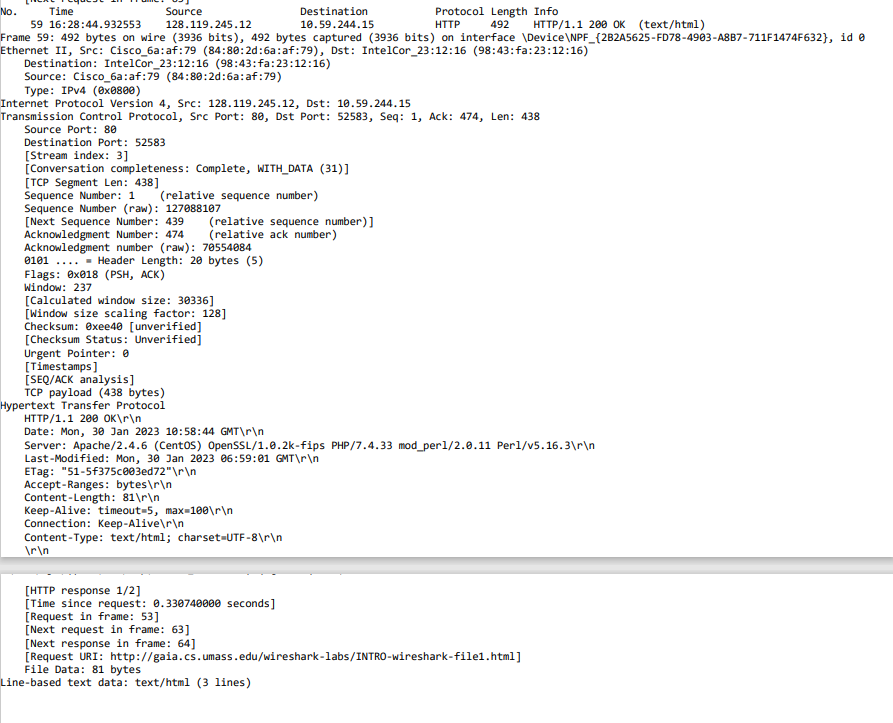 No.     Time               Source                Destination           Protocol Length Info
     59 16:28:44.932553    128.119.245.12        10.59.244.15          HTTP     492    HTTP/1.1 200 OK  (text/html)
Frame 59: 492 bytes on wire (3936 bits), 492 bytes captured (3936 bits) on interface \Device\NPF_{2B2A5625-FD78-4903-A8B7-711F1474F632}, id 0
Ethernet II, Src: Cisco_6a:af:79 (84:80:2d:6a:af:79), Dst: IntelCor_23:12:16 (98:43:fa:23:12:16)
    Destination: IntelCor_23:12:16 (98:43:fa:23:12:16)
    Source: Cisco_6a:af:79 (84:80:2d:6a:af:79)
    Type: IPv4 (0x0800)
Internet Protocol Version 4, Src: 128.119.245.12, Dst: 10.59.244.15
Transmission Control Protocol, Src Port: 80, Dst Port: 52583, Seq: 1, Ack: 474, Len: 438
    Source Port: 80
    Destination Port: 52583
    [Stream index: 3]
    [Conversation completeness: Complete, WITH_DATA (31)]
    [TCP Segment Len: 438]
    Sequence Number: 1    (relative sequence number)
    Sequence Number (raw): 127088107
    [Next Sequence Number: 439    (relative sequence number)]
    Acknowledgment Number: 474    (relative ack number)
    Acknowledgment number (raw): 70554084
    0101 .... = Header Length: 20 bytes (5)
    Flags: 0x018 (PSH, ACK)
    Window: 237
    [Calculated window size: 30336]
    [Window size scaling factor: 128]
    Checksum: 0xee40 [unverified]
    [Checksum Status: Unverified]
    Urgent Pointer: 0
    [Timestamps]
    [SEQ/ACK analysis]
    TCP payload (438 bytes)
Hypertext Transfer Protocol
    HTTP/1.1 200 OK\r\n
    Date: Mon, 30 Jan 2023 10:58:44 GMT\r\n
    Server: Apache/2.4.6 (CentOS) OpenSSL/1.0.2k-fips PHP/7.4.33 mod_perl/2.0.11 Perl/v5.16.3\r\n
    Last-Modified: Mon, 30 Jan 2023 06:59:01 GMT\r\n
    ETag: "51-5f375c003ed72"\r\n
    Accept-Ranges: bytes\r\n
    Content-Length: 81\r\n
    Keep-Alive: timeout=5, max=100\r\n
    Connection: Keep-Alive\r\n
    Content-Type: text/html; charset=UTF-8\r\n
    \r\n
    [HTTP response 1/2]
    [Time since request: 0.330740000 seconds]
    [Request in frame: 53]
    [Next request in frame: 63]
    [Next response in frame: 64]
    [Request URI: http://gaia.cs.umass.edu/wireshark-labs/INTRO-wireshark-file1.html]
    File Data: 81 bytes
Line-based text data: text/html (3 lines)